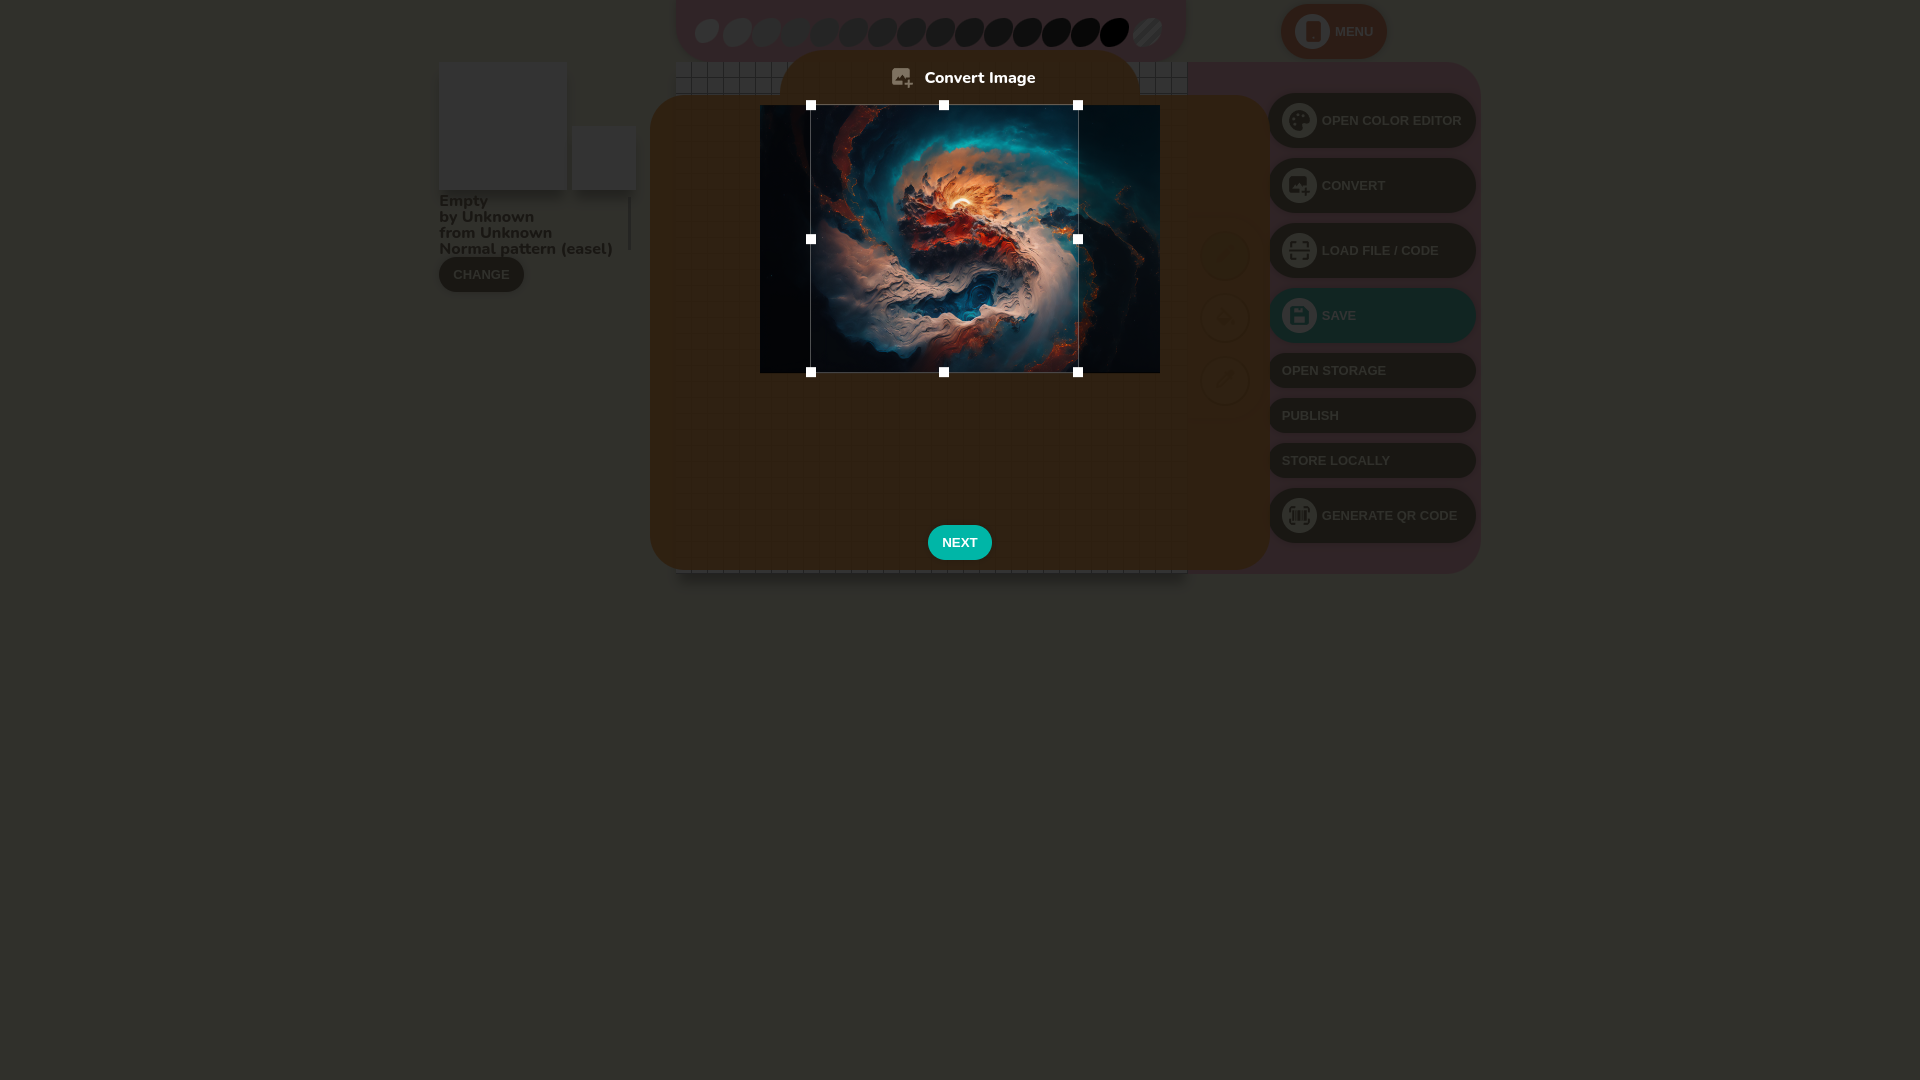 MENU
Convert Image
OPEN COLOR EDITOR
CONVERT
Empty
by Unknown
from Unknown
Normal pattern (easel)
CHANGE
LOAD FILE / CODE
SAVE
OPEN STORAGE
PUBLISH
STORE LOCALLY
GENERATE QR CODE
NEXT